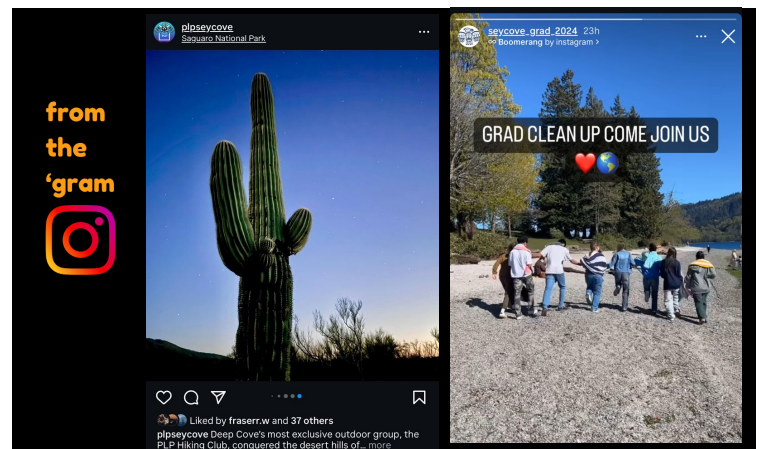 from
the
‘gram
plpseycove
Saguaro National Park
Liked by fraserr.w and 37 others
plpseycove Deep Cove's most exclusive outdoor group, the
PLP Hiking Club, conquered the desert hills of... more
seycove_grad_2024 23h
Boomerang by instagram >
GRAD CLEAN UP COME JOIN US
❤️🌎